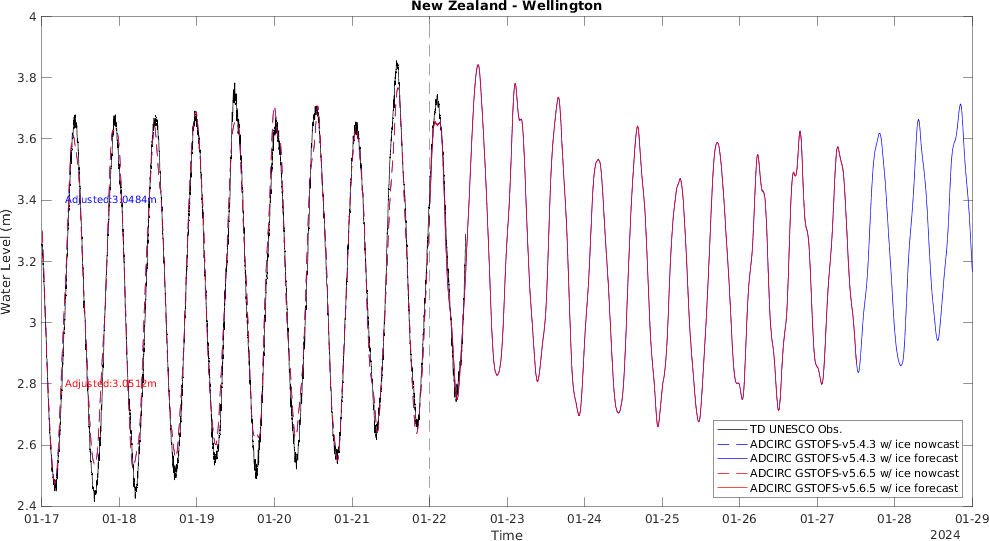 New Zealand - Wellington
4
3.8
3.6
3.4
3.2
3
2.8
2.6
2.4
Water Level (m)
Adjusted:3.0484m
Adjusted:3.0512m
TD UNESCO Obs.
ADCIRC GSTOFS-v5.4.3 w/ ice nowcast
ADCIRC GSTOFS-v5.4.3 w/ ice forecast
ADCIRC GSTOFS-v5.6.5 w/ ice nowcast
ADCIRC GSTOFS-v5.6.5 w/ ice forecast
01-17 01-18 01-19 01-20 01-21 01-22 01-23 01-24 01-25 01-26 01-27 01-28 01-29
Time
2024